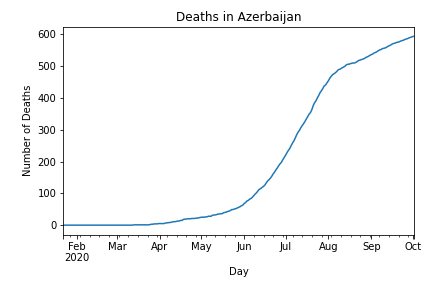 Deaths in Azerbaijan
600
500
400
300
200
100
0
Number of Deaths
Feb Mar Apr May Jun Jul Aug Sep Oct
2020
Day